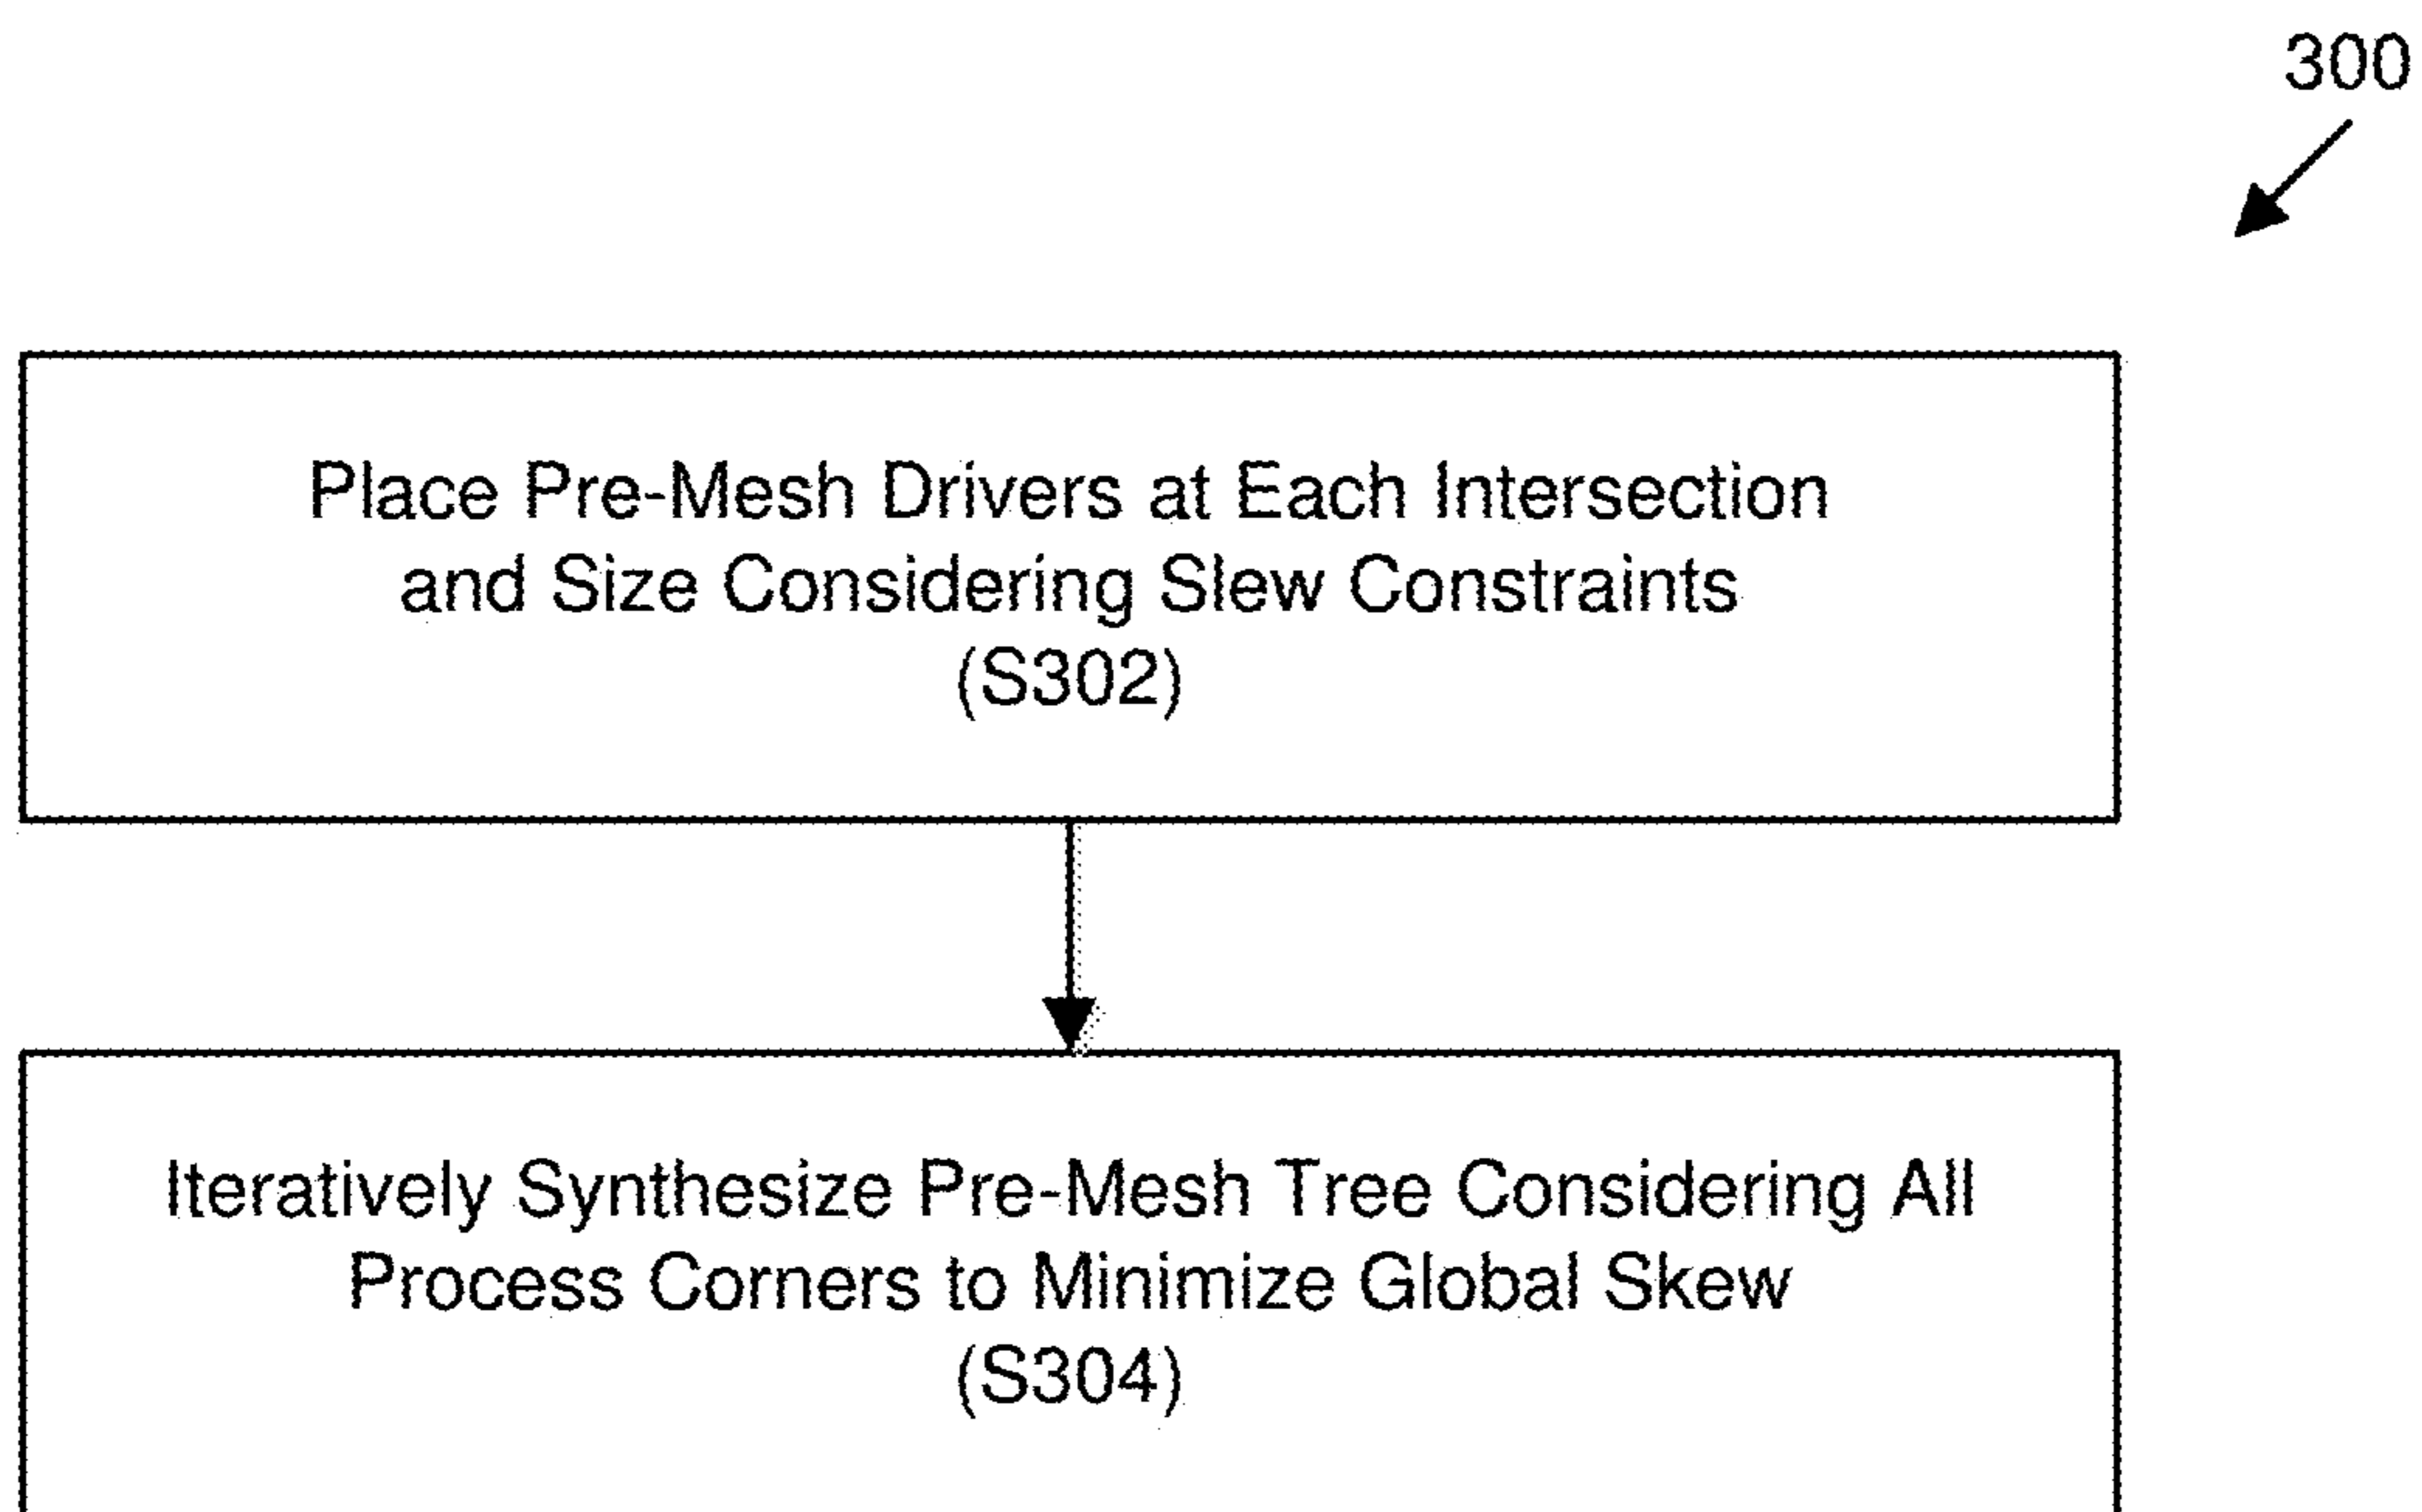 300
Place Pre-Mesh Drivers at Each Intersection
and Size Considering Slew Constraints
(S302)
Iteratively Synthesize Pre-Mesh Tree Considering All
Process Corners to Minimize Global Skew
(S304)